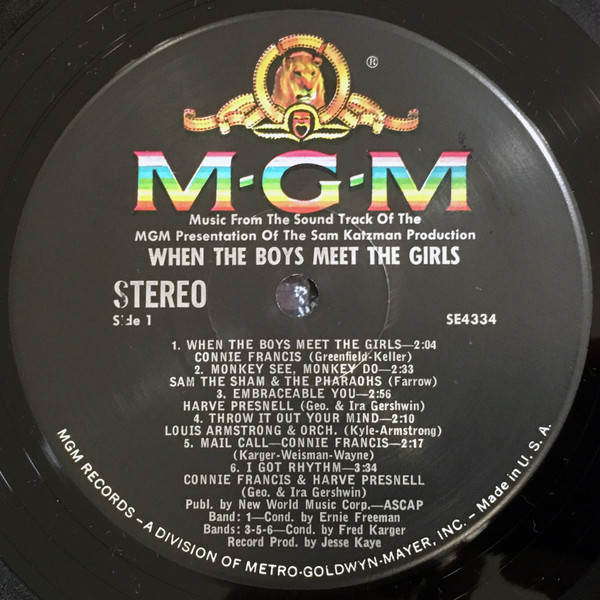 ®
M-G-M
Music From The Sound Track Of The
MGM Presentation Of The Sam Katzman Production
WHEN THE BOYS MEET THE GIRLS
STEREO
Side 1
SE4334
1. WHEN THE BOYS MEET THE GIRLS—2:04
CONNIE FRANCIS (Greenfield-Keller)
2. MONKEY SEE, MONKEY DO—2:33
SAM THE SHAM & THE PHARAOHS (Farrow)
3. EMBRACEABLE YOU—2:56
HARVE PRESNELL (Geo. & Ira Gershwin)
4. THROW IT OUT YOUR MIND—2:10
LOUIS ARMSTRONG & ORCH. (Kyle-Armstrong)
5. MAIL CALL—CONNIE FRANCIS—2:17
(Karger-Weisman-Wayne)
6. I GOT RHYTHM—3:34
CONNIE FRANCIS & HARVE PRESNELL
(Geo. & Ira Gershwin)
Publ. by New World Music Corp.—ASCAP
Band: 1—Cond. by Ernie Freeman
Bands: 3-5-6—Cond. by Fred Karger
Record Prod. by Jesse Kaye
MGM RECORDS – A DIVISION OF METRO-GOLDWYN-MAYER, INC. – Made in U. S. A.